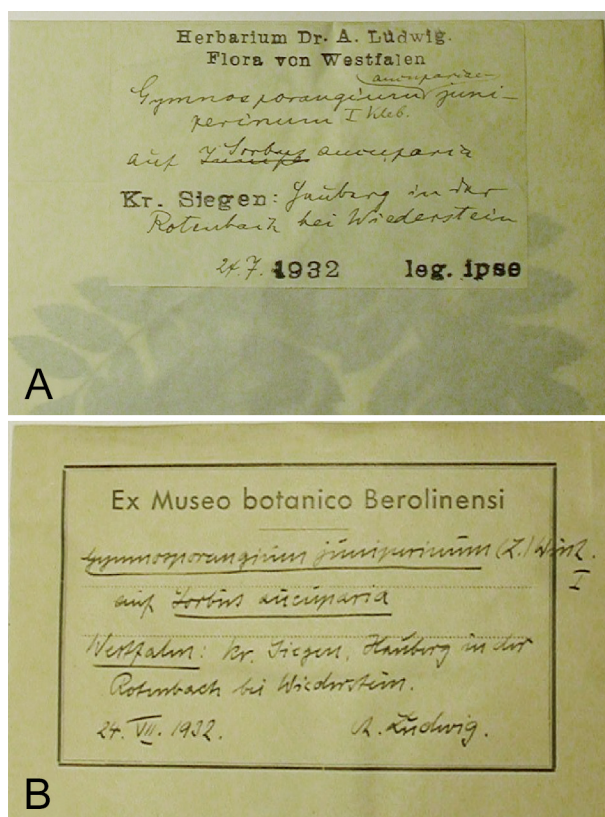 Herbarium Dr. A. Ludwig.
Flora von Westfalen
aucupariae
Gymnosporangium juni-
perinum I Kleb.
auf Sorbus aucuparia
Kr. Siegen: Hauberg in der
Rotenbach bei Wiederstein
24.7. 1932 leg. ipse
A
Ex Museo botanico Berolinensi
Gymnosporangium juniperinum (L.) Wint.
I
auf Sorbus aucuparia
Westfalen: Kr. Siegen, Hauberg in der
Rotenbach bei Wiederstein.
24. VII. 1932. A. Ludwig.
B